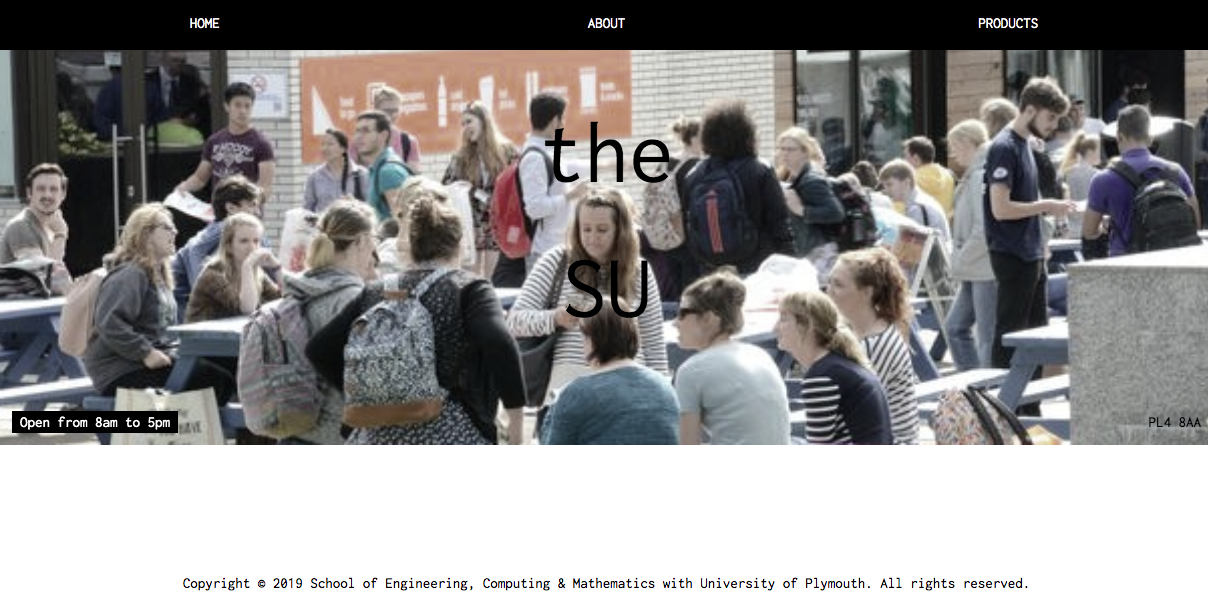 HOME ABOUT PRODUCTS
the
SU
Open from 8am to 5pm
PL4 8AA
Copyright © 2019 School of Engineering, Computing & Mathematics with University of Plymouth. All rights reserved.